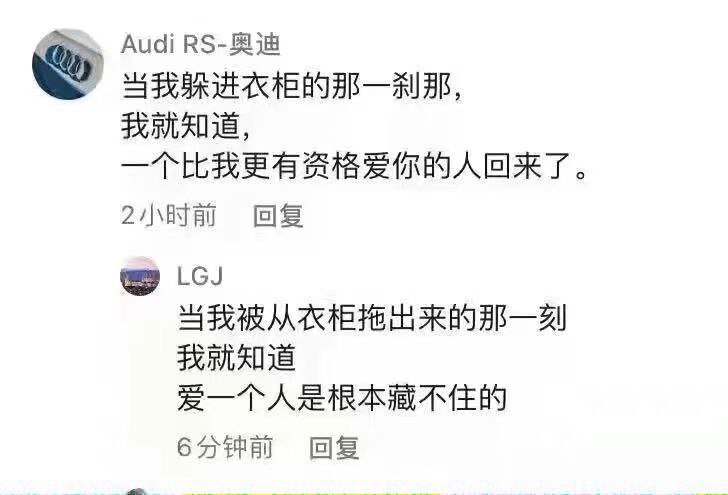 Audi RS-奥迪
当我躲进衣柜的那一刹那,
我就知道,
一个比我更有资格爱你的人回来了。
2小时前 回复
LGJ
当我被从衣柜拖出来的那一刻
我就知道
爱一个人是根本藏不住的
6分钟前 回复